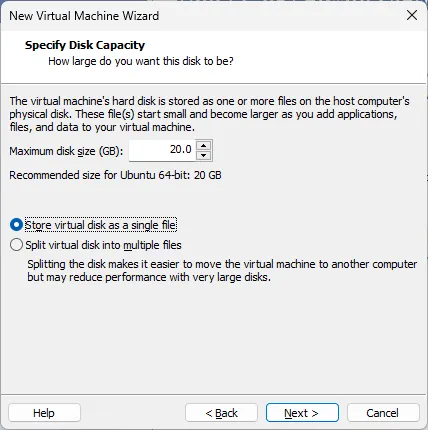 New Virtual Machine Wizard
Specify Disk Capacity
How large do you want this disk to be?
The virtual machine's hard disk is stored as one or more files on the host computer's
physical disk. These file(s) start small and become larger as you add applications,
files, and data to your virtual machine.
Maximum disk size (GB): 20.0
Recommended size for Ubuntu 64-bit: 20 GB
Store virtual disk as a single file
Split virtual disk into multiple files
Splitting the disk makes it easier to move the virtual machine to another computer
but may reduce performance with very large disks.
Help < Back Next > Cancel